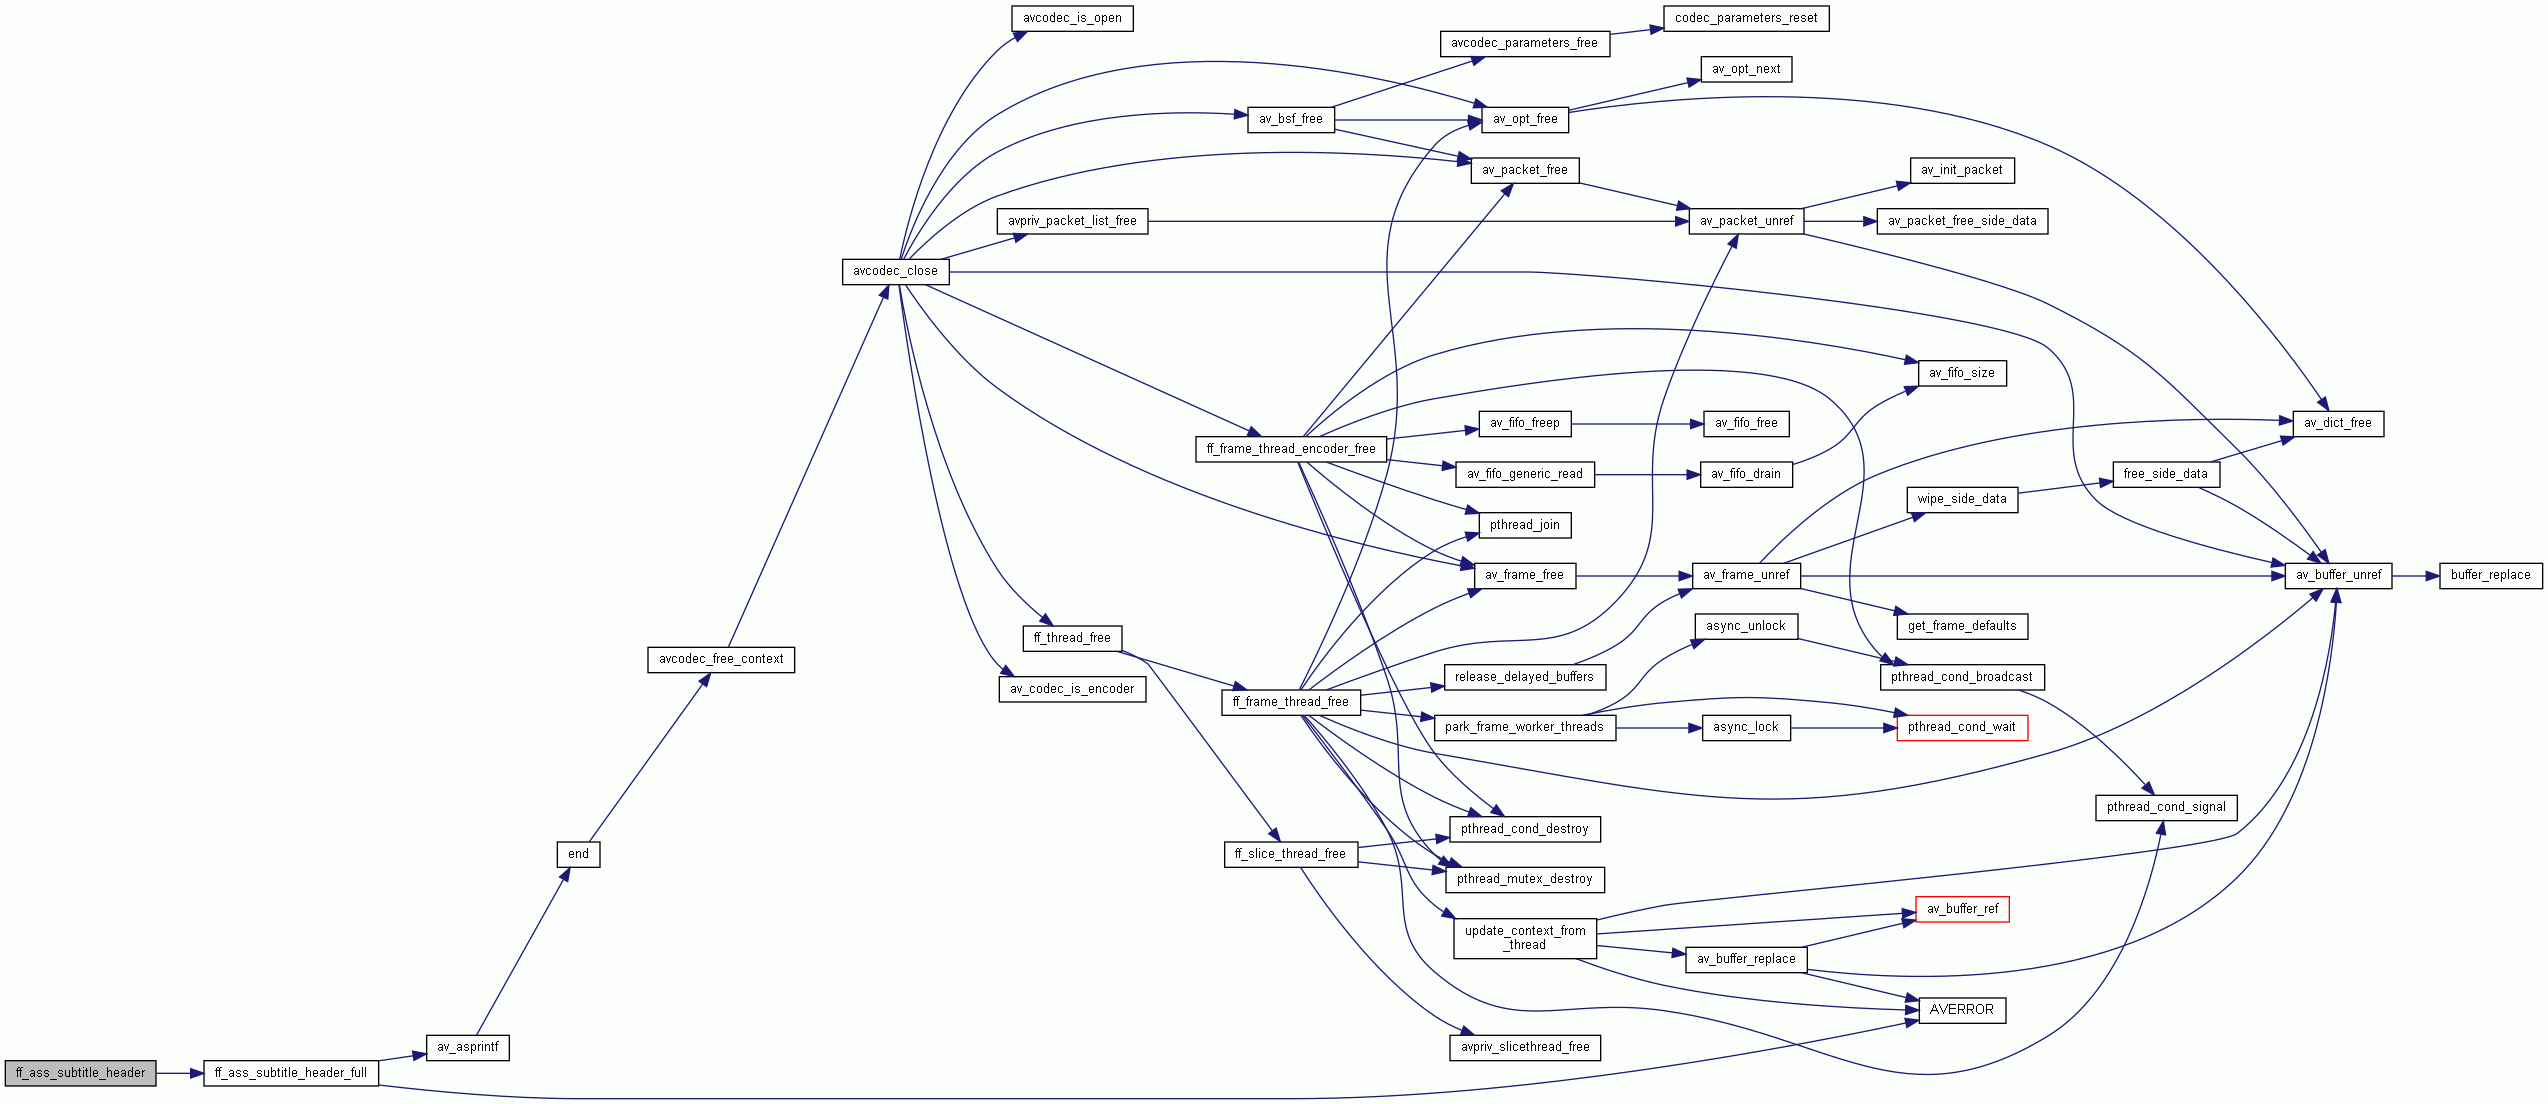 avcodec_is_open
codec_parameters_reset
avcodec_parameters_free
av_opt_next
av_bsf_free
av_opt_free
av_packet_free
av_init_packet
avpriv_packet_list_free
av_packet_unref
av_packet_free_side_data
avcodec_close
av_fifo_size
av_fifo_freep
av_fifo_free
av_dict_free
ff_frame_thread_encoder_free
av_fifo_generic_read
av_fifo_drain
free_side_data
wipe_side_data
pthread_join
av_frame_free
av_frame_unref
av_buffer_unref
buffer_replace
async_unlock
get_frame_defaults
ff_thread_free
avcodec_free_context
release_delayed_buffers
pthread_cond_broadcast
av_codec_is_encoder
ff_frame_thread_free
park_frame_worker_threads
async_lock
pthread_cond_wait
pthread_cond_signal
pthread_cond_destroy
end
ff_slice_thread_free
pthread_mutex_destroy
av_buffer_ref
update_context_from
_thread
av_buffer_replace
AVERROR
av_asprintf
avpriv_slicethread_free
ff_ass_subtitle_header
ff_ass_subtitle_header_full